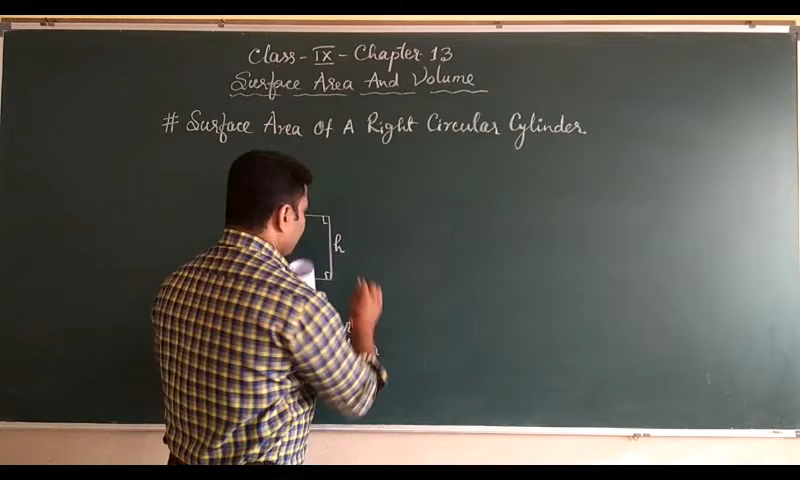 Class - IX - Chapter 13
Surface Area And Volume
# Surface Area Of A Right Circular Cylinder
h